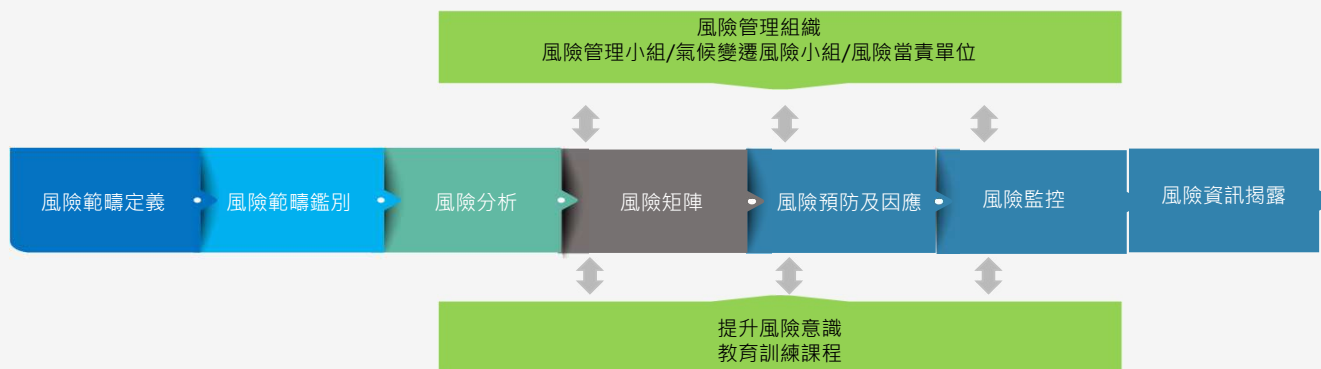 風險管理組織
風險管理小組/氣候變遷風險小組/風險當責單位
風險範疇定義
風險範疇鑑別
風險分析
風險矩陣
風險預防及因應
風險監控
風險資訊揭露
提升風險意識
教育訓練課程